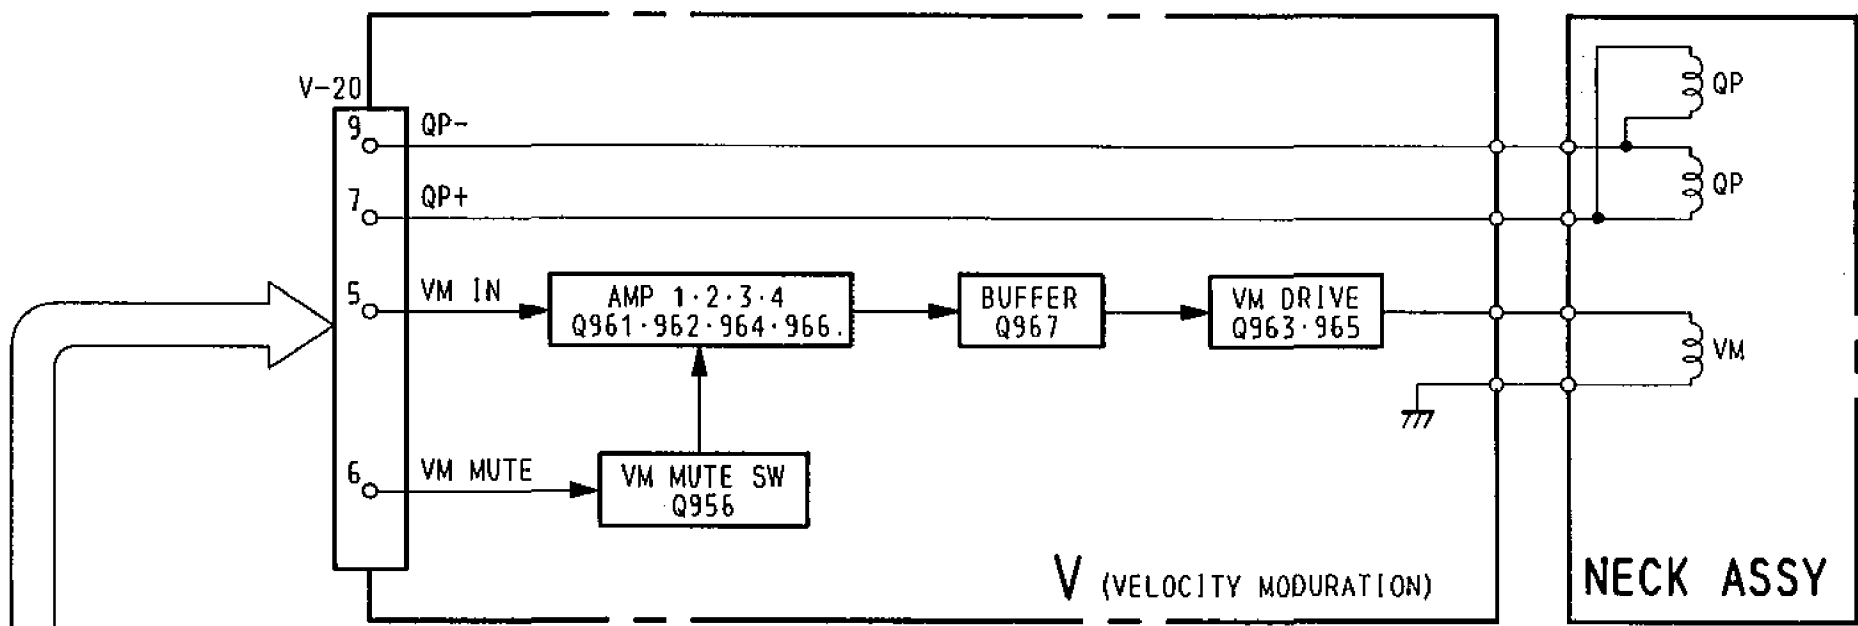 V-20
9 QP-
QP
7 QP+
QP
5 VM IN
AMP 1·2·3·4
Q961·962·964·966.
BUFFER
Q967
VM DRIVE
Q963·965
VM
6 VM MUTE
VM MUTE SW
Q956
V (VELOCITY MODURATION)
NECK ASSY